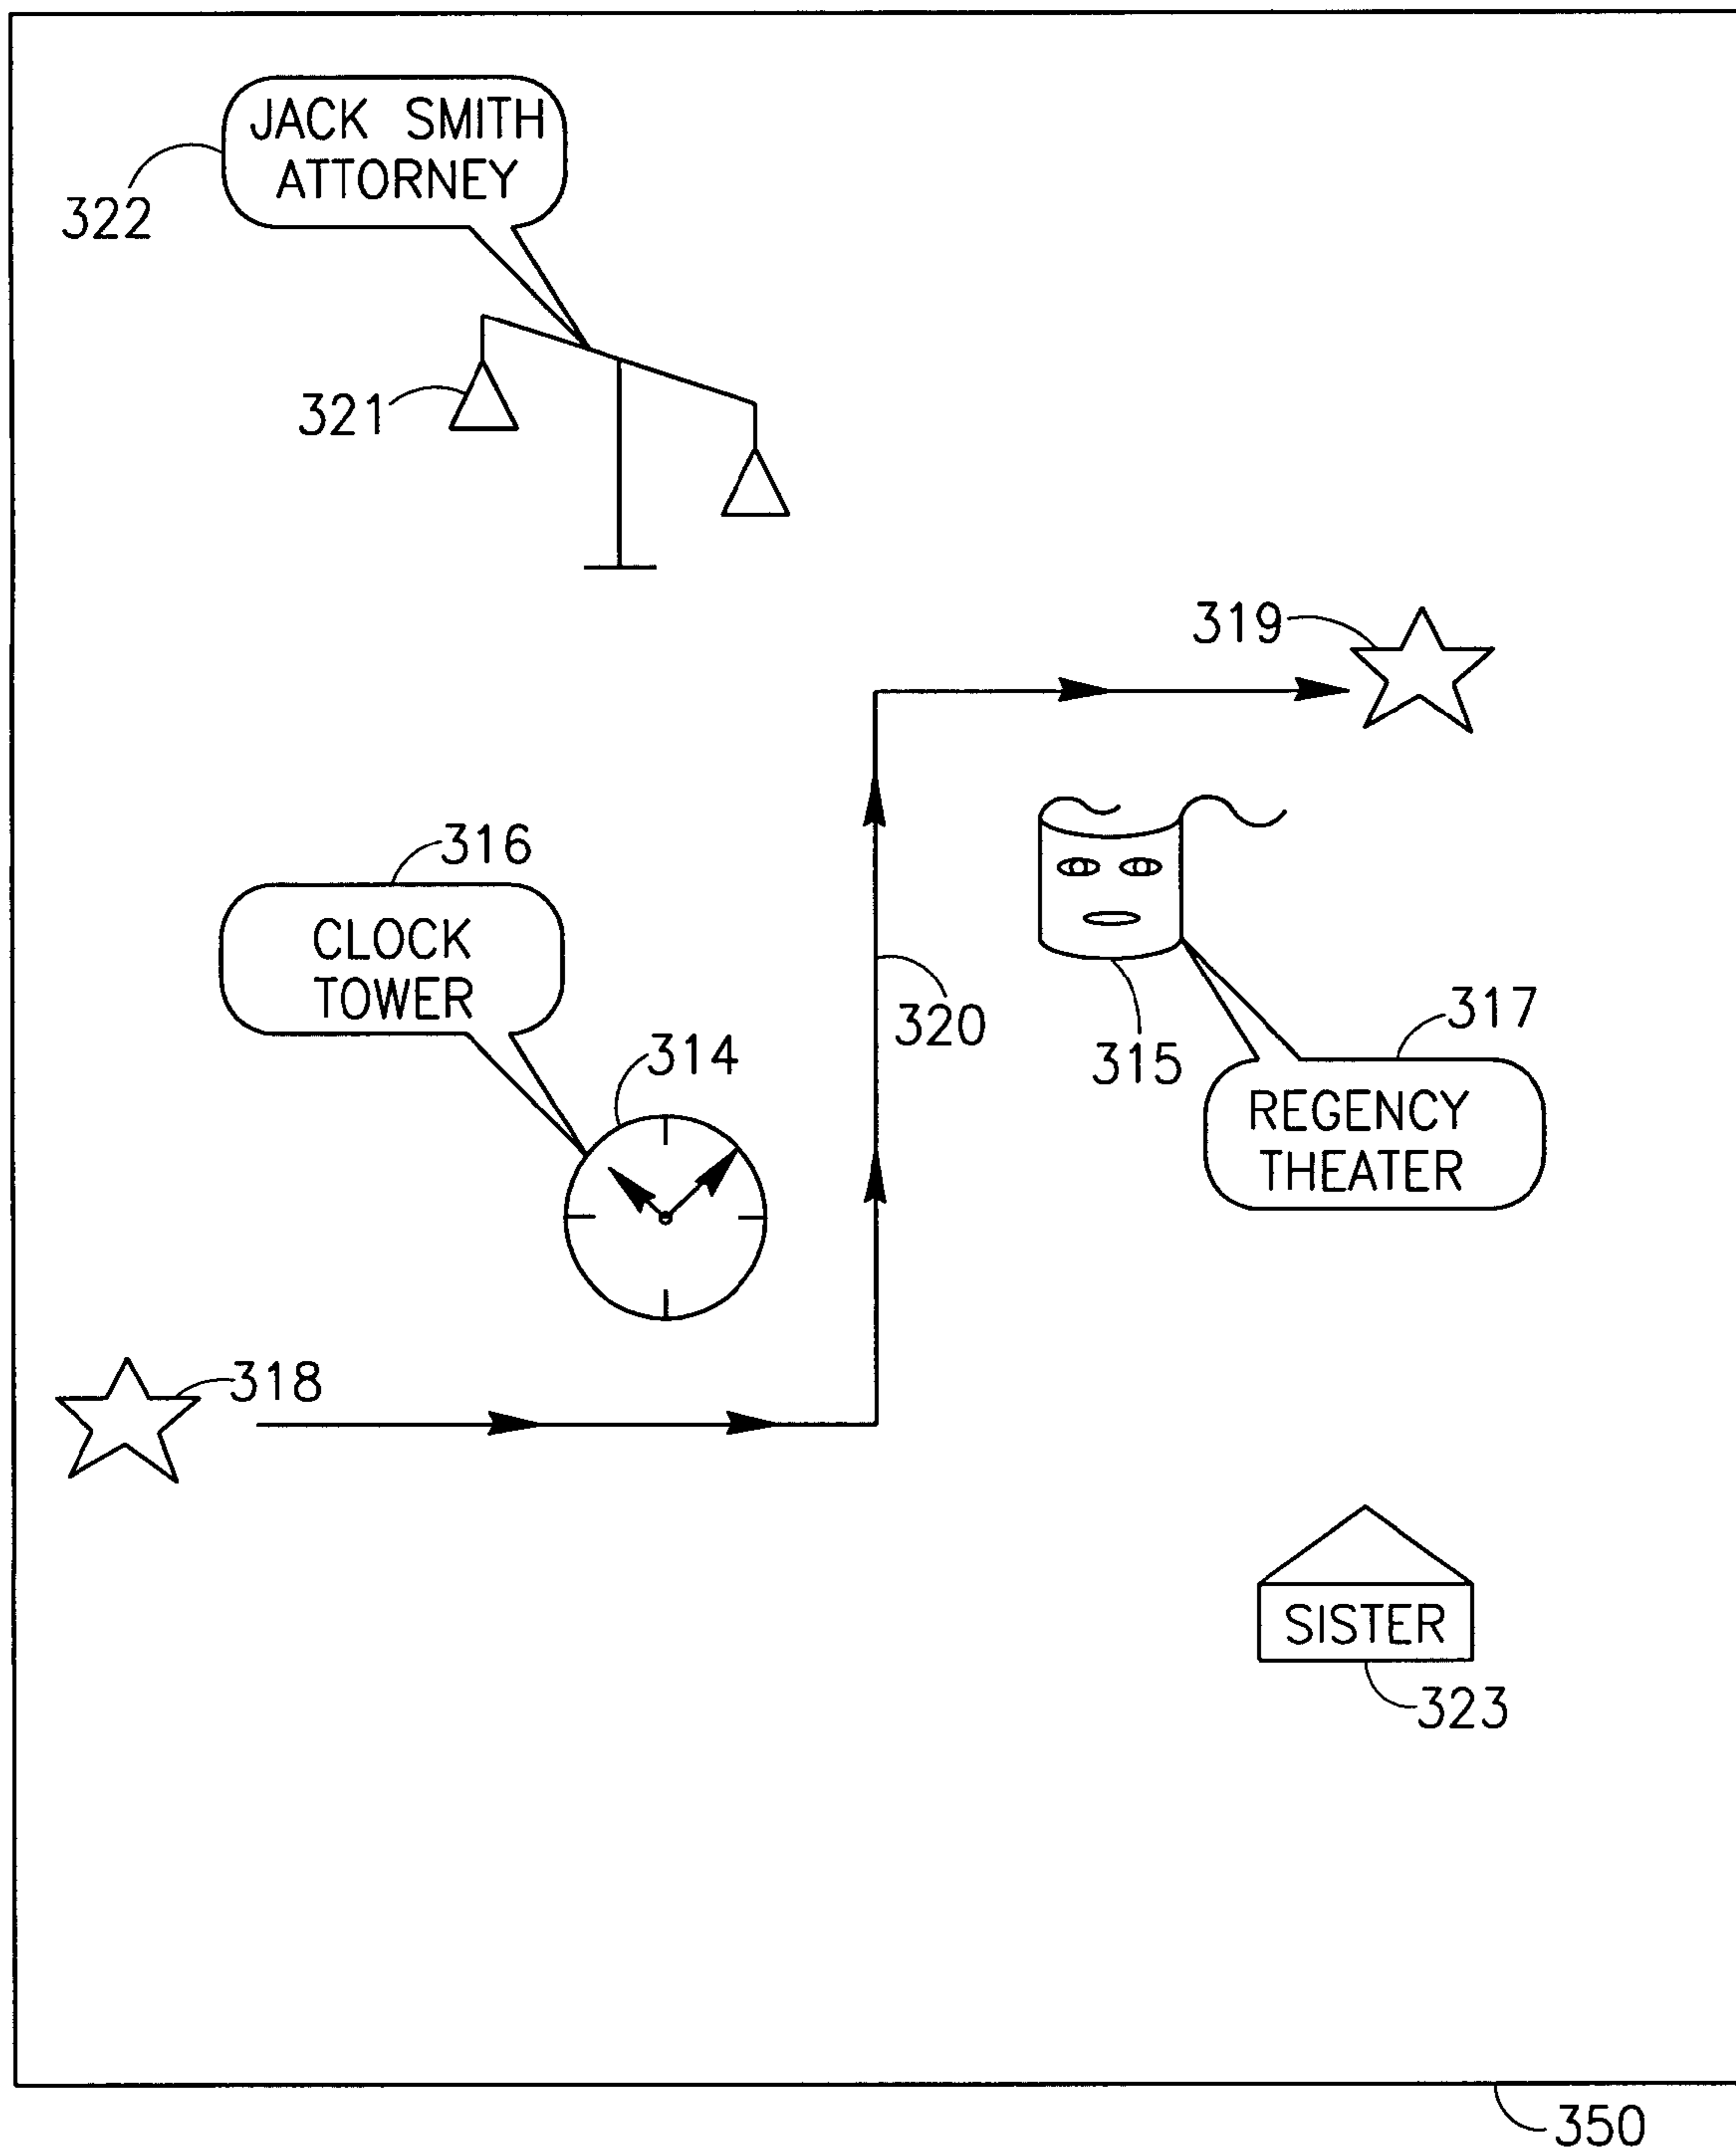 JACK SMITH
ATTORNEY
322
321
319
316
CLOCK
TOWER
320
317
314
315
REGENCY
THEATER
318
SISTER
323
350